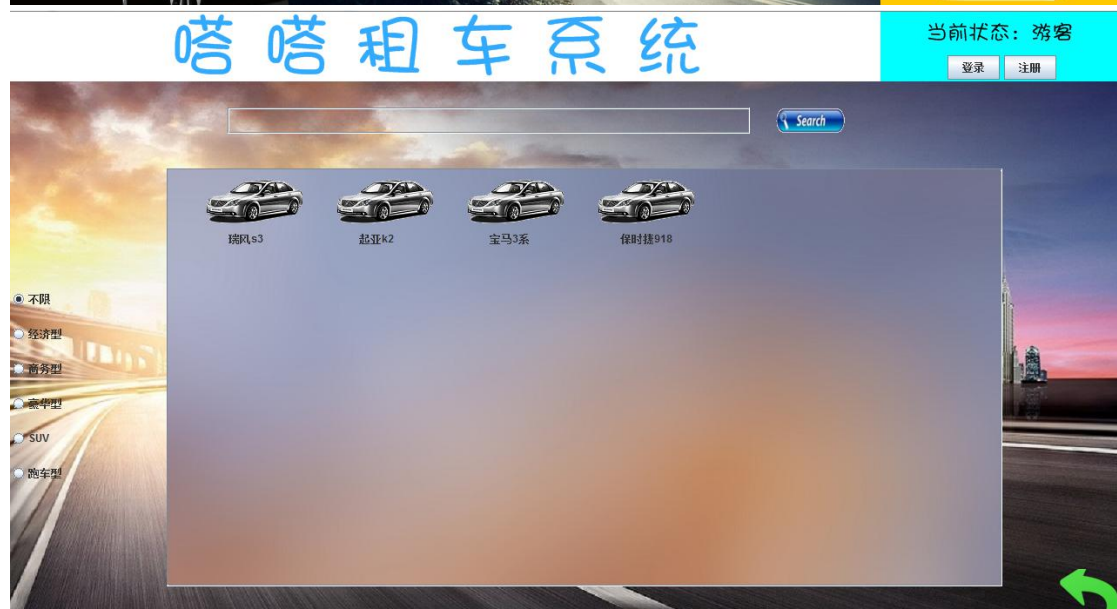 嗒嗒租车系统
当前状态：游客
登录 注册
Search
瑞风s3 起亚k2 宝马3系 保时捷918
不限
经济型
商务型
豪华型
SUV
跑车型